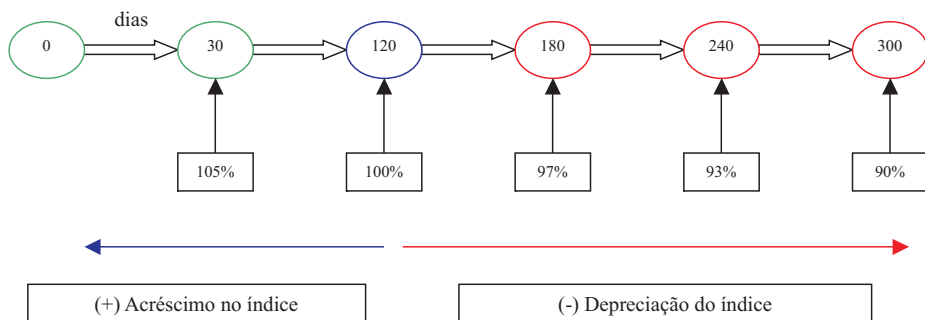 dias
0 30 120 180 240 300
105% 100% 97% 93% 90%
(+) Acréscimo no índice (-) Depreciação do índice